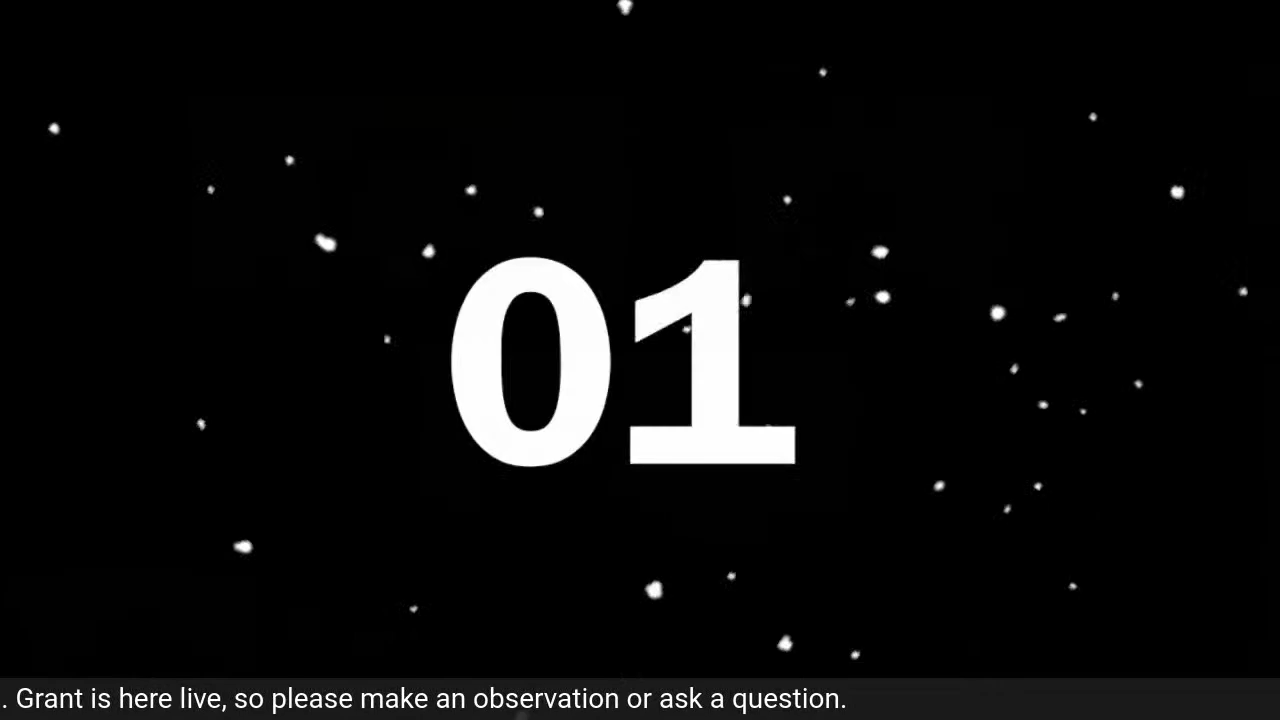 01
. Grant is here live, so please make an observation or ask a question.